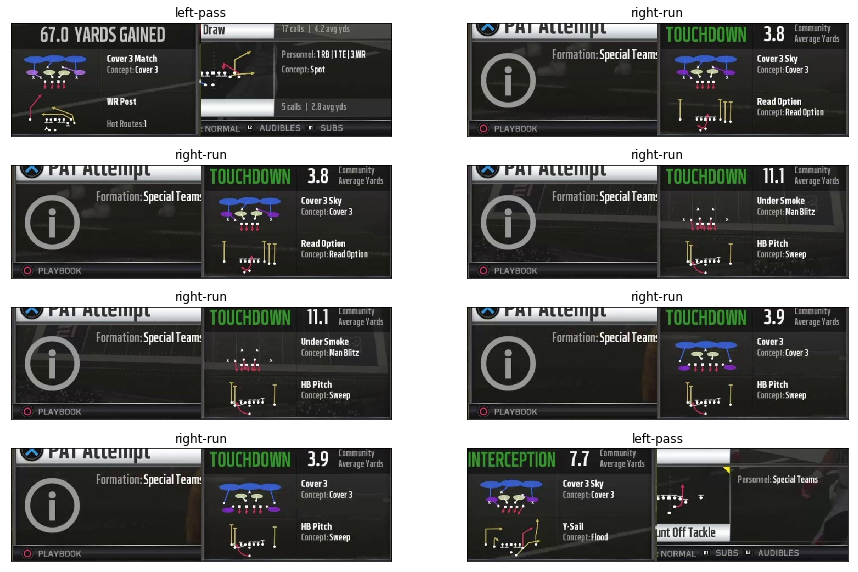 left-pass
67.0 YARDS GAINED
Cover 3 Match
Concept: Cover 3
WR Post
Hot Routes:1
Draw
17 calls | 4.2 avg yds
Personnel: 1 RB | 1 TE | 3 WR
Concept: Spot
5 calls | 2.8 avg yds
NORMAL AUDIBLES SUBS
right-run
PAT Attempt
Formation: Special Teams
PLAYBOOK
TOUCHDOWN 3.8 Community Average Yards
Cover 3 Sky
Concept: Cover 3
Read Option
Concept: Read Option
right-run
PAT Attempt
Formation: Special Teams
PLAYBOOK
TOUCHDOWN 3.8 Community Average Yards
Cover 3 Sky
Concept: Cover 3
Read Option
Concept: Read Option
right-run
PAT Attempt
Formation: Special Teams
PLAYBOOK
TOUCHDOWN 11.1 Community Average Yards
Under Smoke
Concept: Man Blitz
HB Pitch
Concept: Sweep
right-run
PAT Attempt
Formation: Special Teams
PLAYBOOK
TOUCHDOWN 11.1 Community Average Yards
Under Smoke
Concept: Man Blitz
HB Pitch
Concept: Sweep
right-run
PAT Attempt
Formation: Special Teams
PLAYBOOK
TOUCHDOWN 3.9 Community Average Yards
Cover 3
Concept: Cover 3
HB Pitch
Concept: Sweep
right-run
PAT Attempt
Formation: Special Teams
PLAYBOOK
TOUCHDOWN 3.9 Community Average Yards
Cover 3
Concept: Cover 3
HB Pitch
Concept: Sweep
left-pass
INTERCEPTION 7.7 Community Average Yards
Cover 3 Sky
Concept: Cover 3
Y-Sail
Concept: Flood
Personnel: Special Teams
unt Off Tackle
NORMAL SUBS AUDIBLES